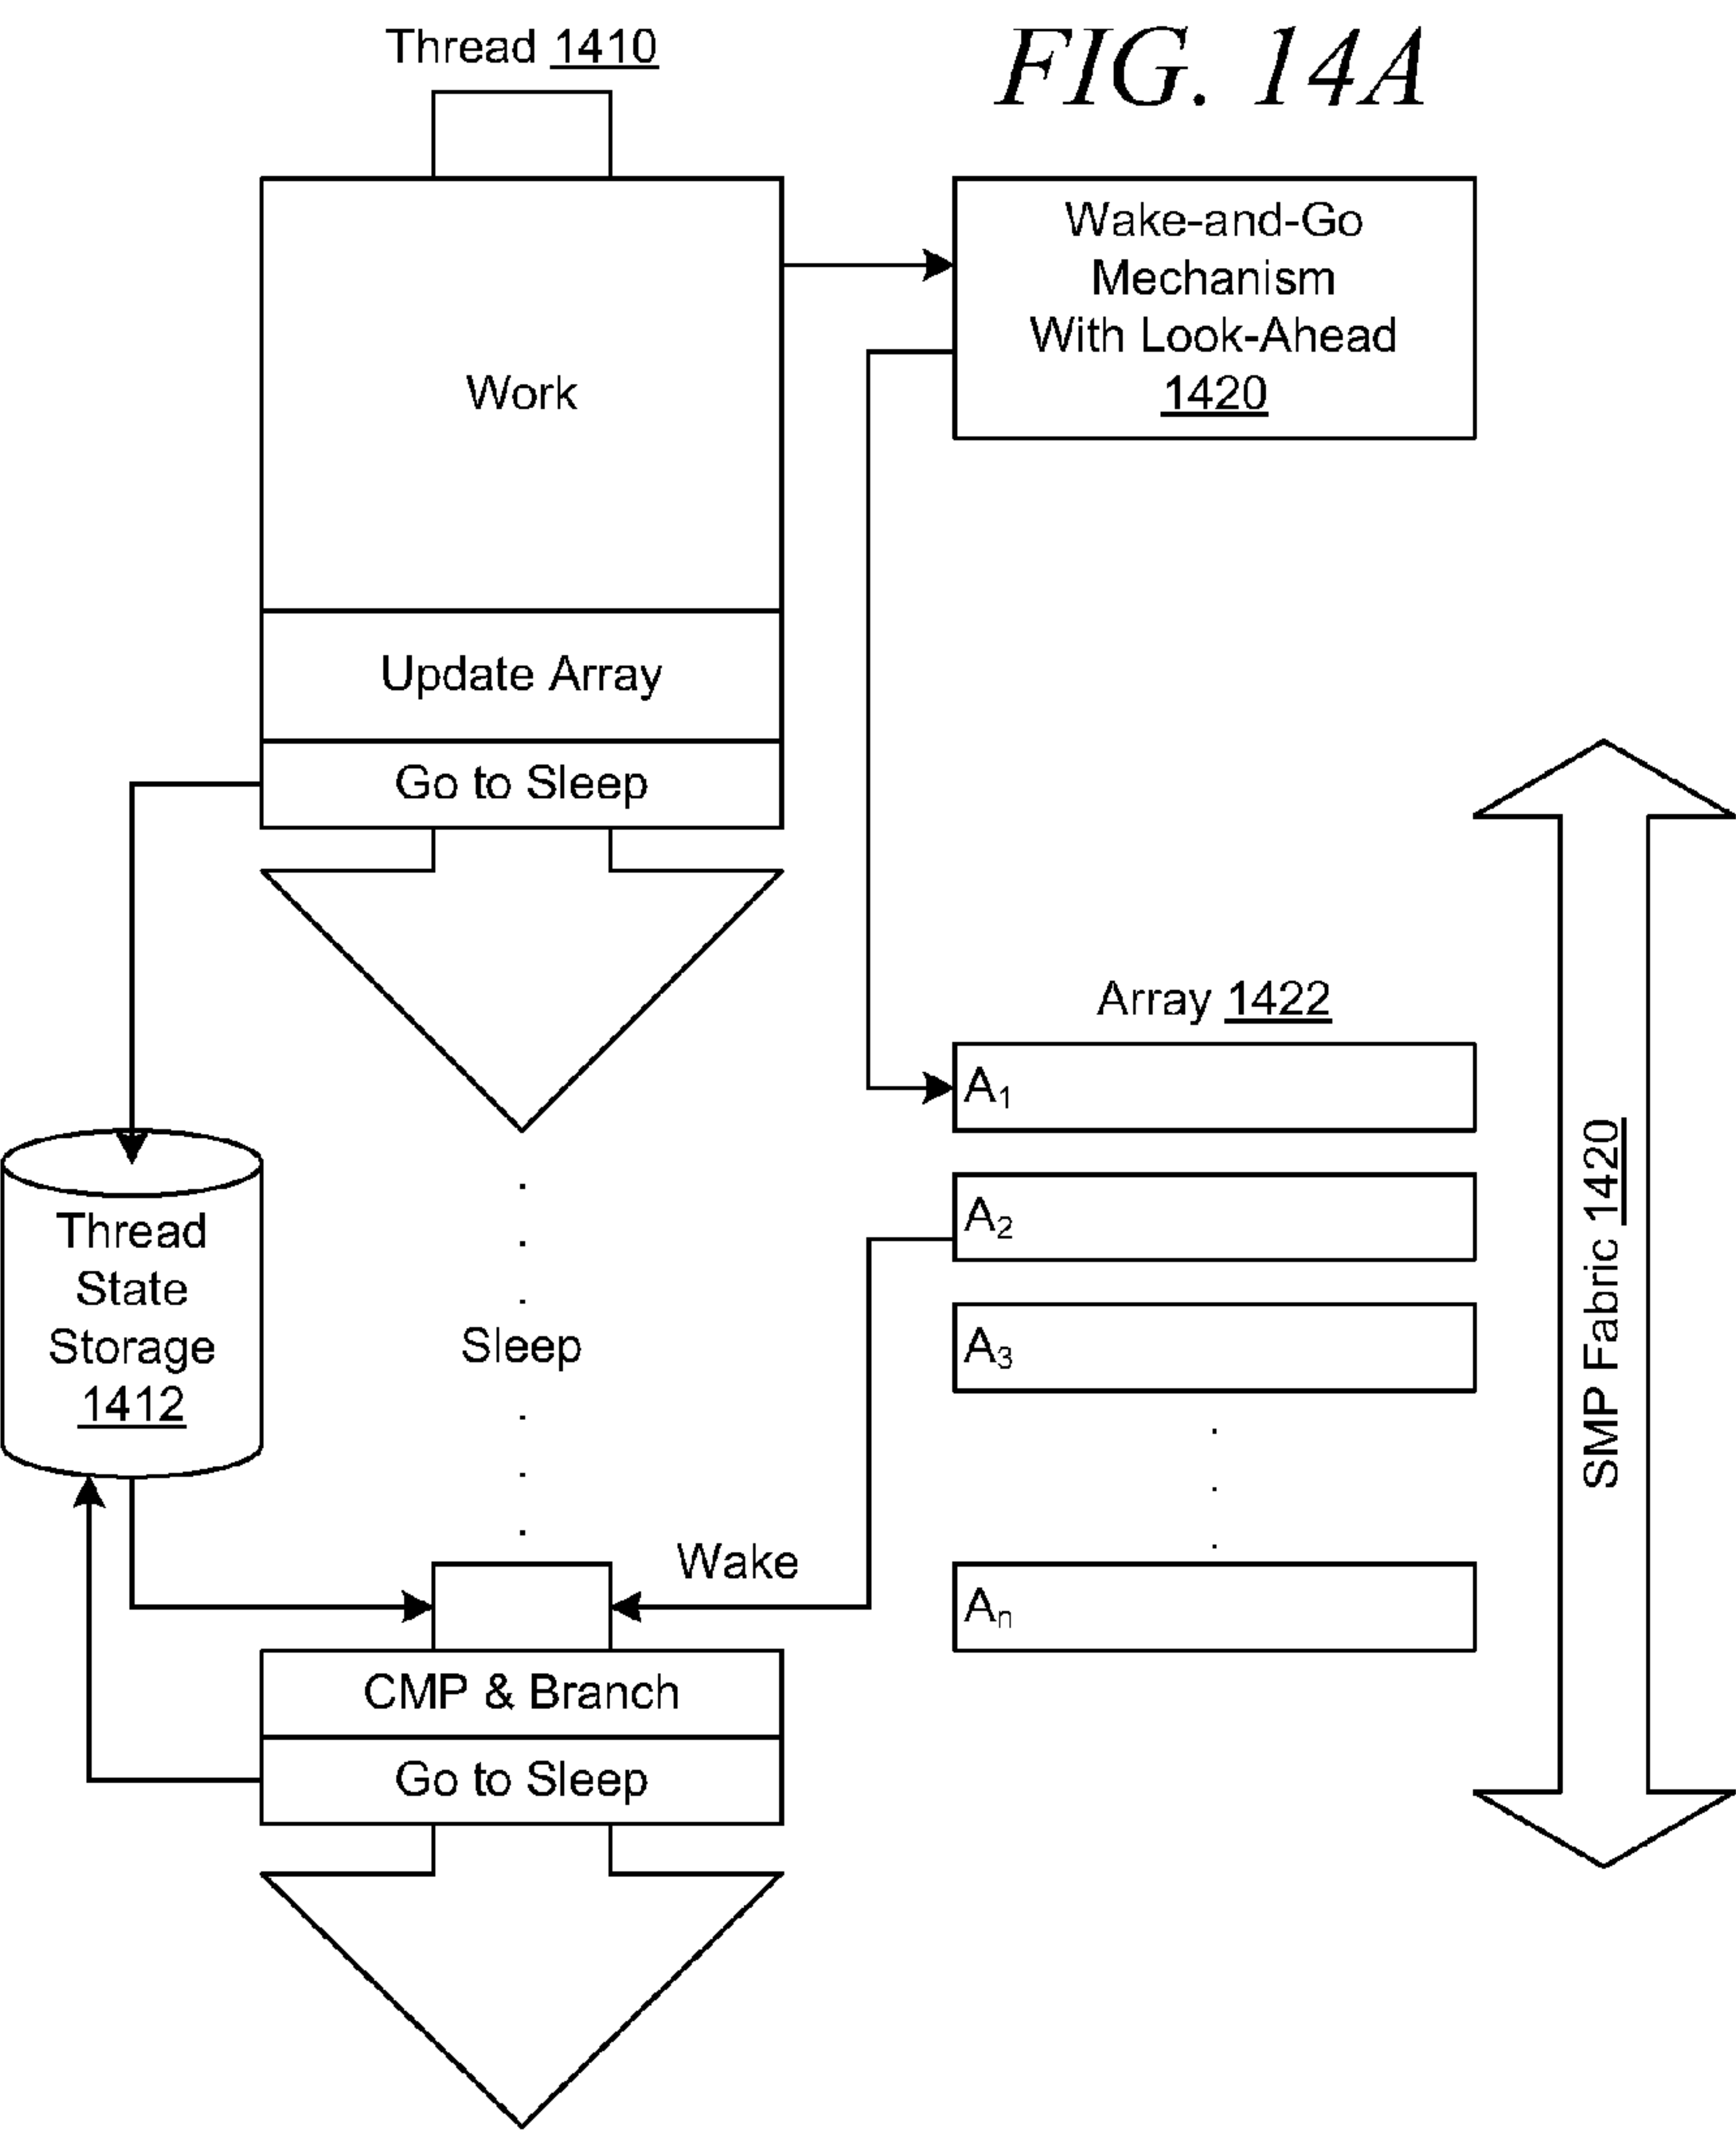 Thread 1410
FIG. 14A
Wake-and-Go
Mechanism
With Look-Ahead
1420
Work
Update Array
Go to Sleep
Array 1422
A₁
A₂
A₃
Aₙ
SMP Fabric 1420
Thread
State
Storage
1412
Sleep
Wake
CMP & Branch
Go to Sleep